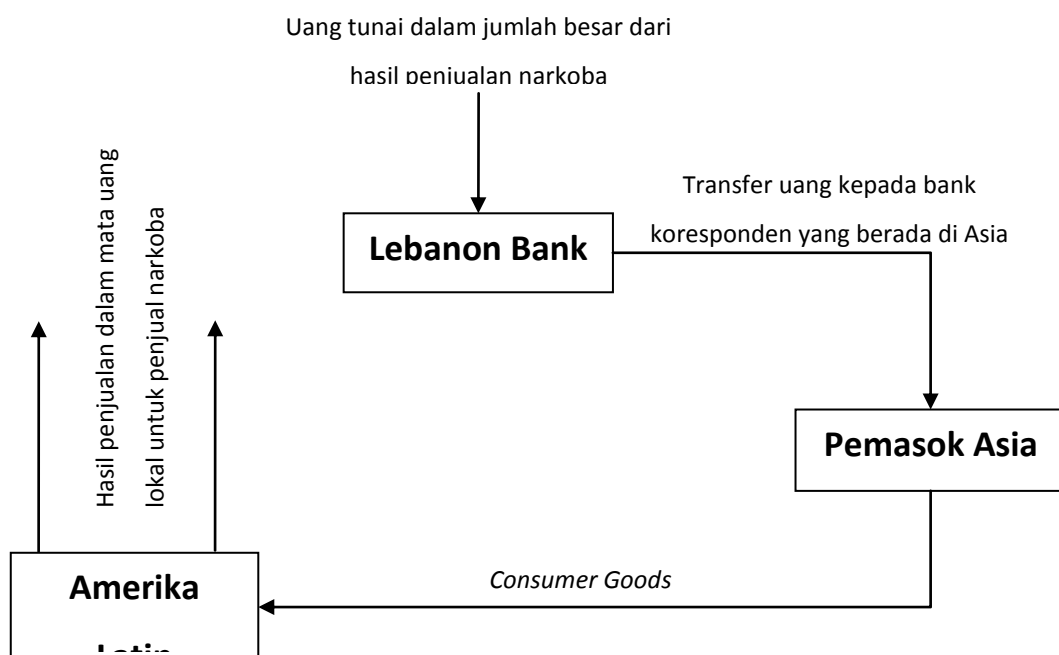 Uang tunai dalam jumlah besar dari
hasil penjualan narkoba
Hasil penjualan dalam mata uang
lokal untuk penjual narkoba
Transfer uang kepada bank
koresponden yang berada di Asia
Lebanon Bank
Pemasok Asia
Consumer Goods
Amerika
Latin